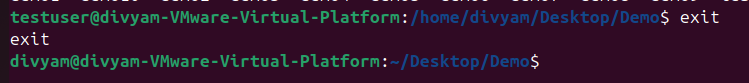 testuser@divyam-VMware-Virtual-Platform:/home/divyam/Desktop/Demo$ exit
exit
divyam@divyam-VMware-Virtual-Platform:~/Desktop/Demo$